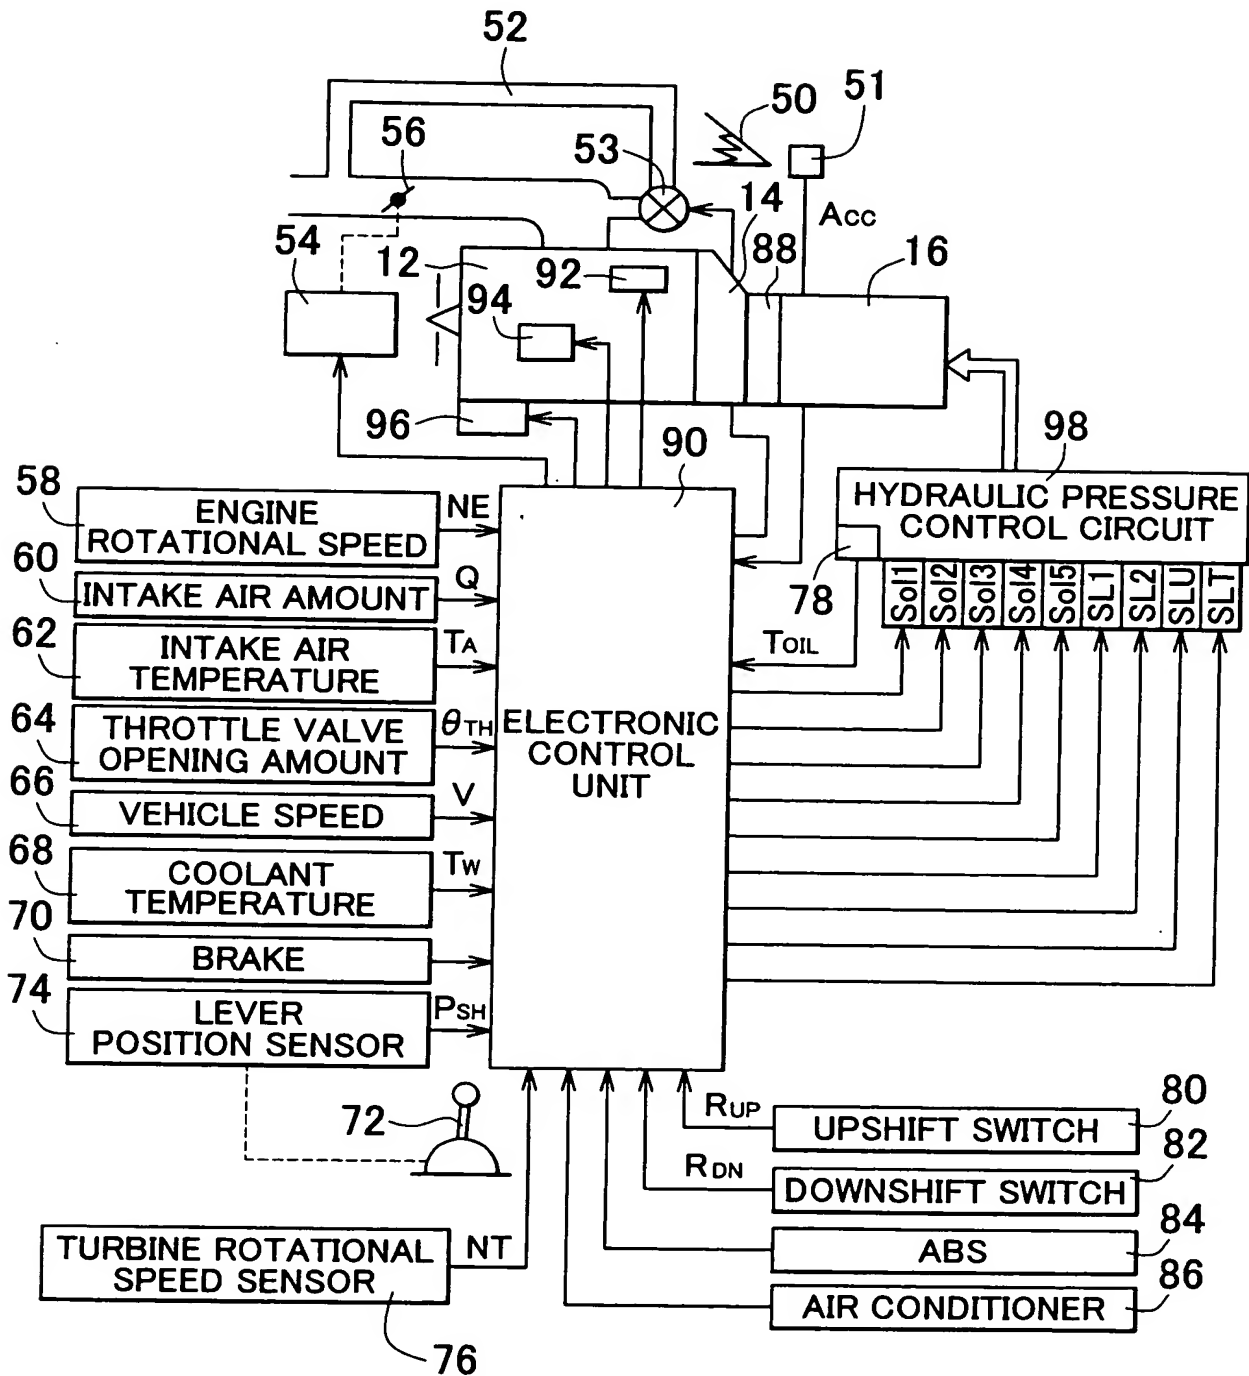 52
50
51
56
53
14
Acc
54
12
92
88
16
94
96
90
98
HYDRAULIC PRESSURE
CONTROL CIRCUIT
78
Sol1
Sol2
Sol3
Sol4
Sol5
SL1
SL2
SLU
SLT
TOIL
58
ENGINE
ROTATIONAL SPEED
NE
60
INTAKE AIR AMOUNT
Q
62
INTAKE AIR
TEMPERATURE
TA
64
THROTTLE VALVE
OPENING AMOUNT
θTH
ELECTRONIC
CONTROL
UNIT
66
VEHICLE SPEED
V
68
COOLANT
TEMPERATURE
TW
70
BRAKE
74
LEVER
POSITION SENSOR
PSH
72
RUP
UPSHIFT SWITCH
80
RDN
DOWNSHIFT SWITCH
82
TURBINE ROTATIONAL
SPEED SENSOR
NT
76
ABS
84
AIR CONDITIONER
86